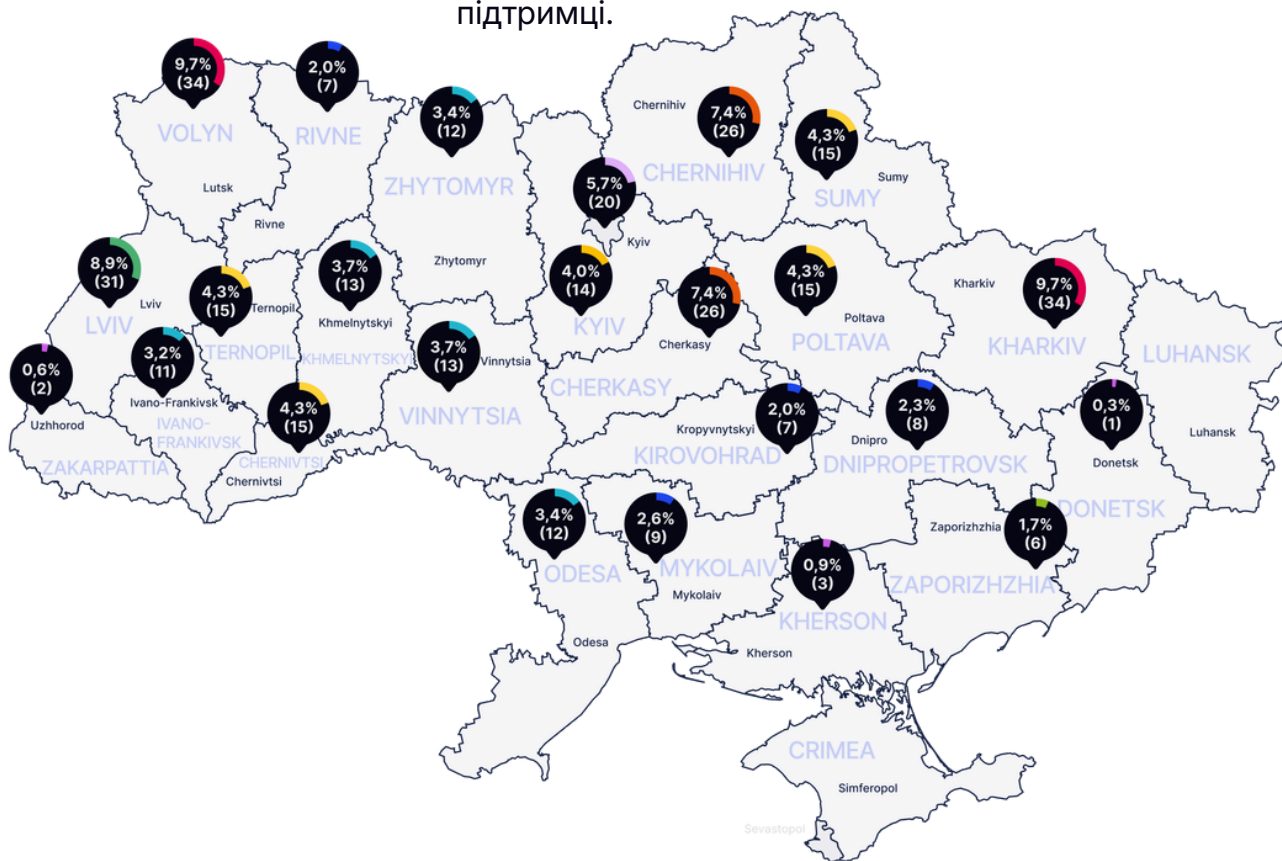 підтримці.
9,7%
(34)
VOLYN
Lutsk
2,0%
(7)
RIVNE
Rivne
3,4%
(12)
ZHYTOMYR
Zhytomyr
5,7%
(20)
Kyiv
Chernihiv
7,4%
(26)
CHERNIHIV
4,3%
(15)
SUMY
Sumy
8,9%
(31)
Lviv
LVIV
4,3%
(15)
Ternopil
TERNOPIL
3,7%
(13)
Khmelnytskyi
KHMELNYTSKYI
4,0%
(14)
KYIV
7,4%
(26)
Cherkasy
CHERKASY
4,3%
(15)
Poltava
POLTAVA
Kharkiv
9,7%
(34)
KHARKIV
LUHANSK
Luhansk
0,6%
(2)
Uzhhorod
ZAKARPATTIA
3,2%
(11)
Ivano-Frankivsk
IVANO-
FRANKIVSK
4,3%
(15)
CHERNIVTSI
Chernivtsi
3,7%
(13)
Vinnytsia
VINNYTSIA
Kropyvnytskyi
2,0%
(7)
KIROVOHRAD
2,3%
(8)
Dnipro
DNIPROPETROVSK
0,3%
(1)
Donetsk
DONETSK
3,4%
(12)
ODESA
Odesa
2,6%
(9)
MYKOLAIV
Mykolaiv
0,9%
(3)
KHERSON
Kherson
Zaporizhzhia
1,7%
(6)
ZAPORIZHZHIA
CRIMEA
Simferopol
Sevastopol